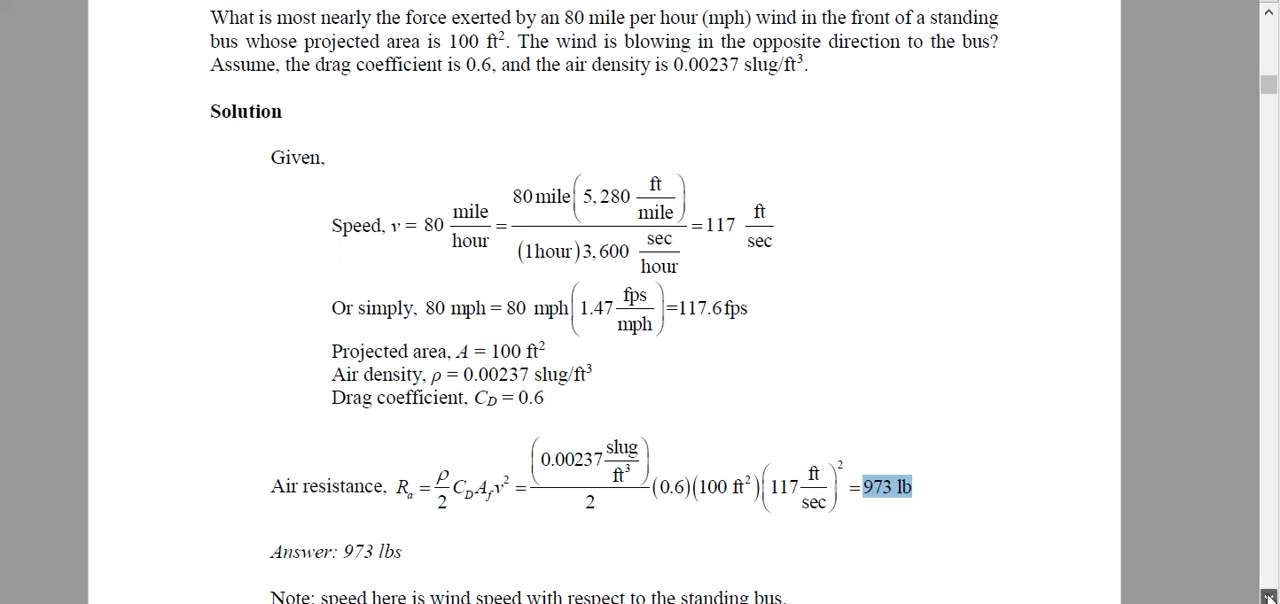 What is most nearly the force exerted by an 80 mile per hour (mph) wind in the front of a standing
bus whose projected area is 100 ft². The wind is blowing in the opposite direction to the bus?
Assume, the drag coefficient is 0.6, and the air density is 0.00237 slug/ft³.
Solution
Given,
Speed, v = 80 mile/hour = 80 mile(5,280 ft/mile) / (1hour)3,600 sec/hour = 117 ft/sec
Or simply, 80 mph = 80 mph(1.47 fps/mph)=117.6 fps
Projected area, A = 100 ft²
Air density, ρ = 0.00237 slug/ft³
Drag coefficient, C_D = 0.6
Air resistance, R_a = ρ/2 C_D A_f v² = (0.00237 slug/ft³)/2 (0.6)(100 ft²)(117 ft/sec)² = 973 lb
Answer: 973 lbs
Note: speed here is wind speed with respect to the standing bus.